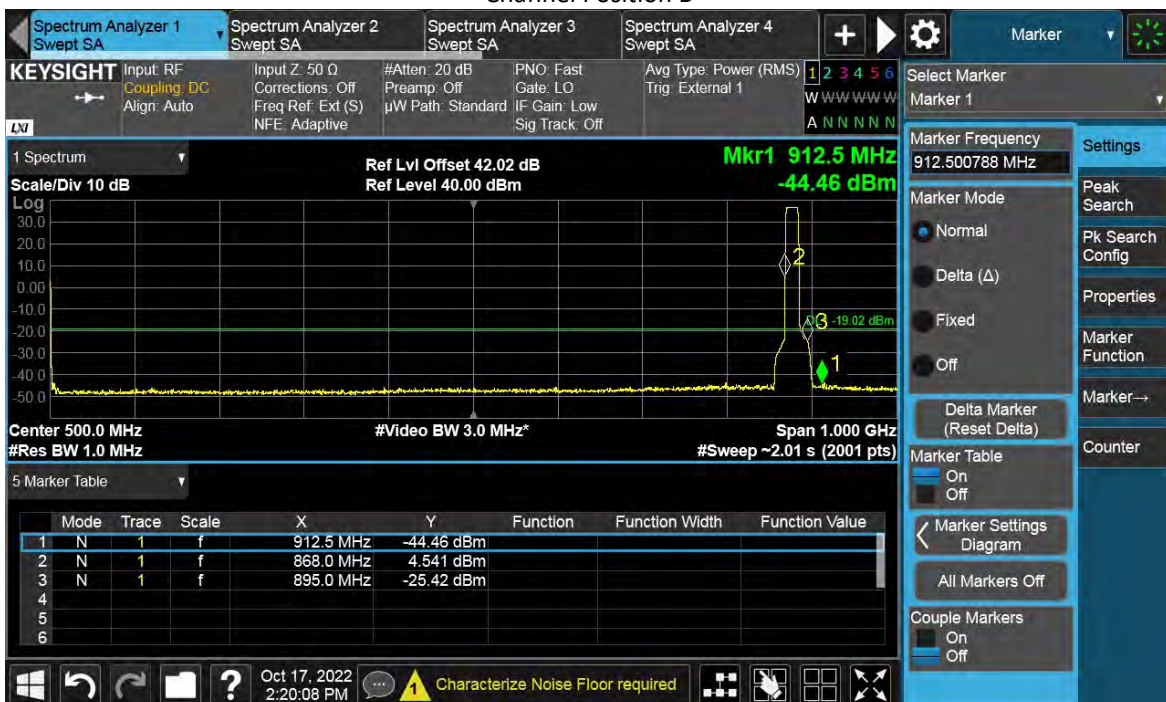 Spectrum Analyzer 1
Swept SA
Spectrum Analyzer 2
Swept SA
Spectrum Analyzer 3
Swept SA
Spectrum Analyzer 4
Swept SA
+
Marker
KEYSIGHT
LXI
Input: RF
Coupling: DC
Align: Auto
Input Z: 50 Ω
Corrections: Off
Freq Ref: Ext (S)
NFE: Adaptive
#Atten: 20 dB
Preamp: Off
µW Path: Standard
PNO: Fast
Gate: LO
IF Gain: Low
Sig Track: Off
Avg Type: Power (RMS)
Trig: External 1
1 2 3 4 5 6
W W W W W W
A N N N N N
Select Marker
Marker 1
1 Spectrum
Scale/Div 10 dB
Ref Lvl Offset 42.02 dB
Ref Level 40.00 dBm
Mkr1 912.5 MHz
-44.46 dBm
Log
30.0
20.0
10.0
0.00
-10.0
-20.0
-30.0
-40.0
-50.0
2
3
-19.02 dBm
1
Center 500.0 MHz
#Res BW 1.0 MHz
#Video BW 3.0 MHz*
Span 1.000 GHz
#Sweep ~2.01 s (2001 pts)
5 Marker Table
Mode Trace Scale X Y Function Function Width Function Value
1 N 1 f 912.5 MHz -44.46 dBm
2 N 1 f 868.0 MHz 4.541 dBm
3 N 1 f 895.0 MHz -25.42 dBm
4
5
6
Marker Frequency
912.500788 MHz
Marker Mode
Normal
Delta (Δ)
Fixed
Off
Delta Marker
(Reset Delta)
Marker Table
On
Off
Marker Settings
Diagram
All Markers Off
Couple Markers
On
Off
Settings
Peak
Search
Pk Search
Config
Properties
Marker
Function
Marker→
Counter
?
Oct 17, 2022
2:20:08 PM
1
Characterize Noise Floor required